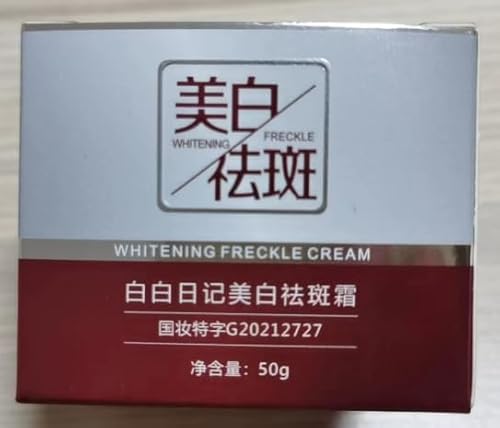 美白
WHITENING FRECKLE
祛斑
WHITENING FRECKLE CREAM
白白日记美白祛斑霜
国妆特字G20212727
净含量：50g